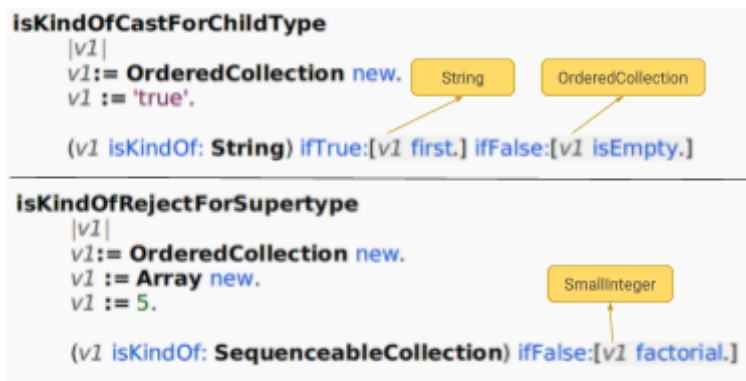 isKindOfCastForChildType
|v1|
v1:= OrderedCollection new.
v1 := 'true'.
String
OrderedCollection
(v1 isKindOf: String) ifTrue:[v1 first.] ifFalse:[v1 isEmpty.]
isKindOfRejectForSupertype
|v1|
v1:= OrderedCollection new.
v1 := Array new.
v1 := 5.
SmallInteger
(v1 isKindOf: SequenceableCollection) ifFalse:[v1 factorial.]